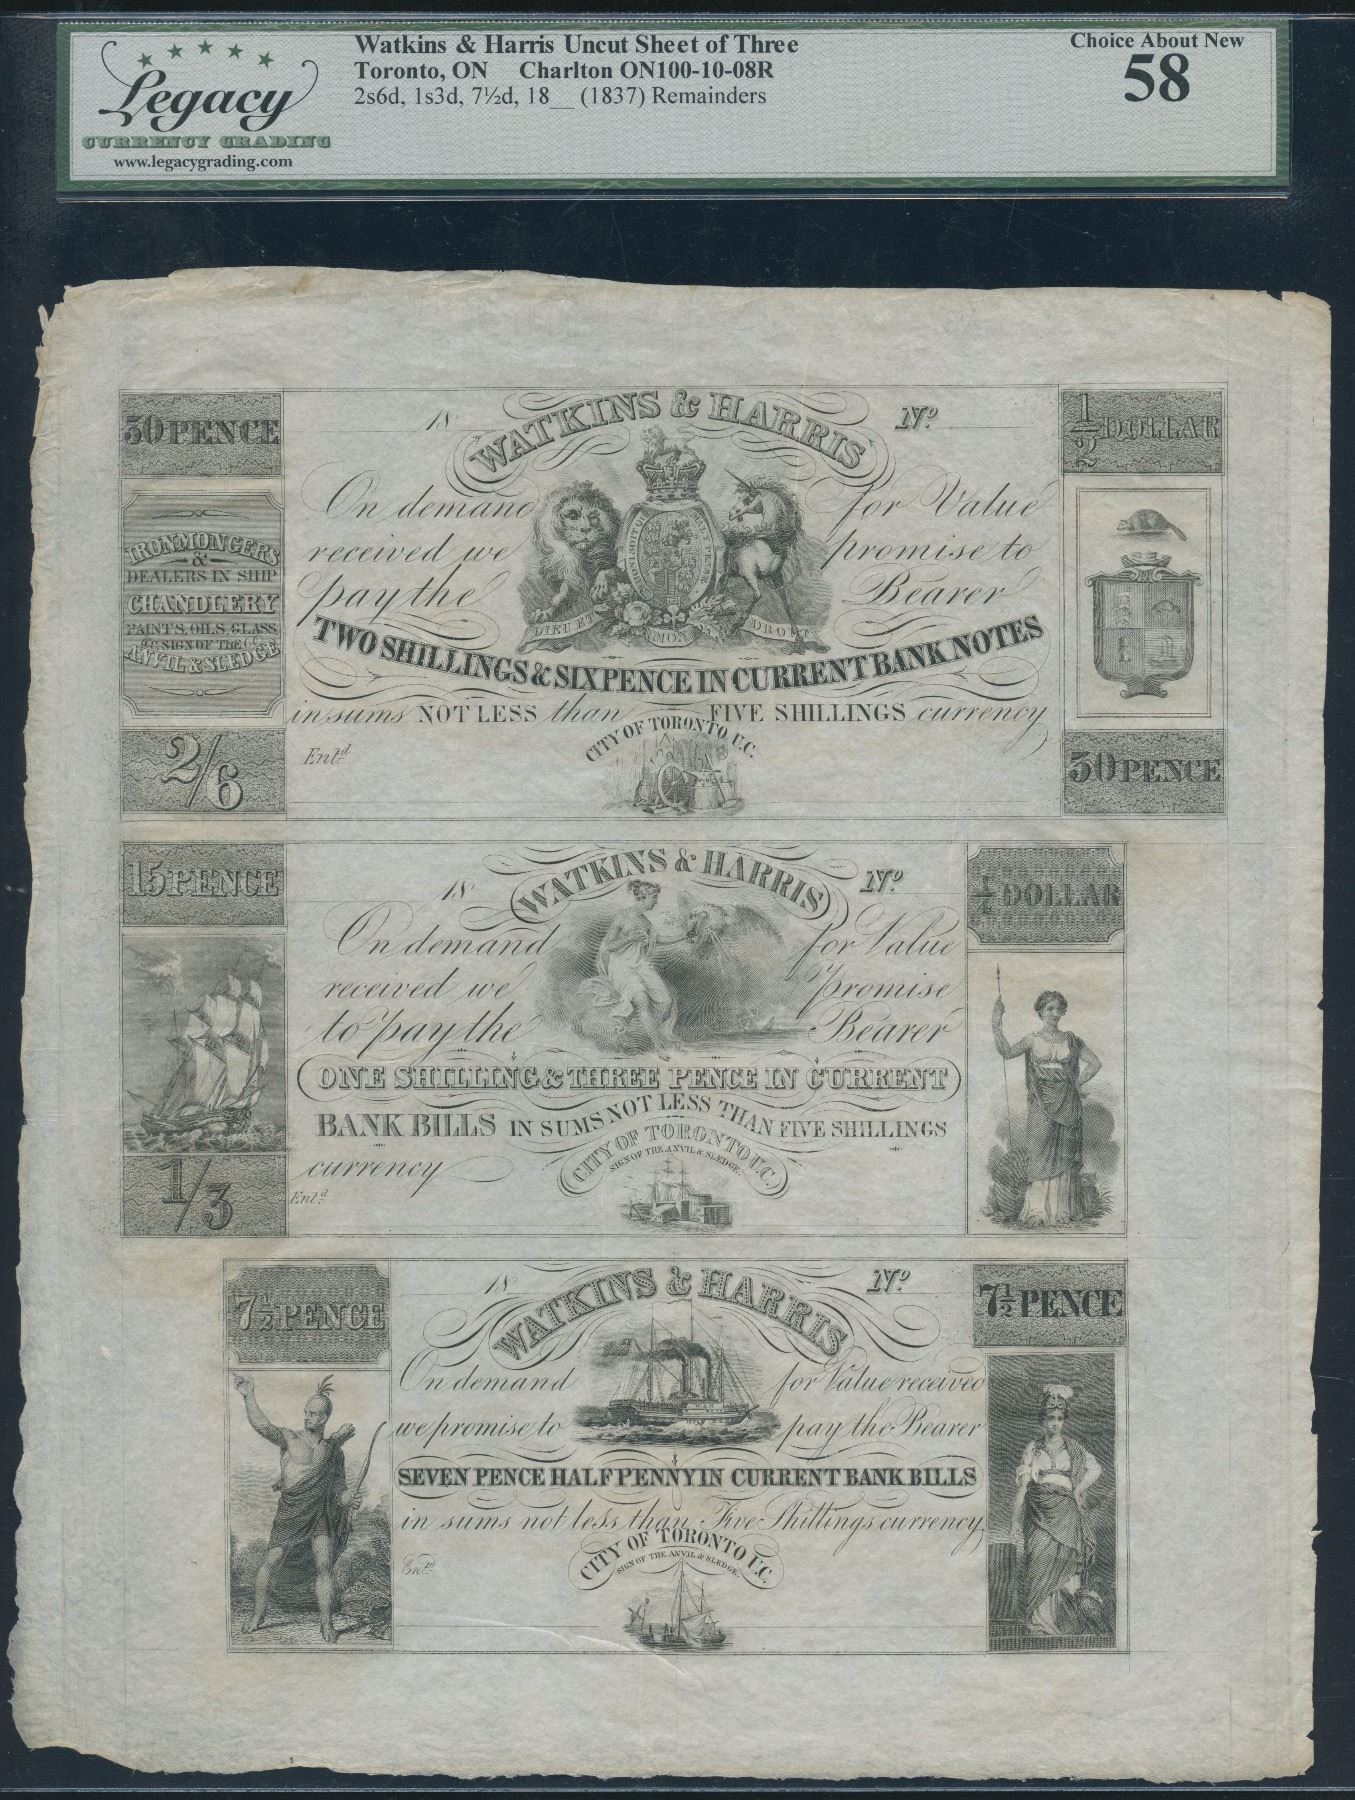 Legacy
CURRENCY GRADING
www.legacygrading.com
Watkins & Harris Uncut Sheet of Three
Toronto, ON Charlton ON100-10-08R
2s6d, 1s3d, 7½d, 18__ (1837) Remainders
Choice About New
58
30 PENCE
18
WATKINS & HARRIS
No
1/2 DOLLAR
On demand for Value
received we promise to
pay the Bearer
DIEU ET MON DROIT
TWO SHILLINGS & SIXPENCE IN CURRENT BANK NOTES
in sums NOT LESS than FIVE SHILLINGS currency
CITY OF TORONTO U.C.
Entd
IRONMONGERS
&
DEALERS IN SHIP
CHANDLERY
PAINTS, OILS, GLASS,
&c. SIGN OF THE
ANVIL & SLEDGE
2/6
30 PENCE
15 PENCE
18
WATKINS & HARRIS
No
1/4 DOLLAR
On demand for Value
received we Promise
to pay the Bearer
ONE SHILLING & THREE PENCE IN CURRENT
BANK BILLS IN SUMS NOT LESS THAN FIVE SHILLINGS
currency
CITY OF TORONTO U.C.
SIGN OF THE ANVIL & SLEDGE.
Entd
1/3
7½ PENCE
18
WATKINS & HARRIS
No
7½ PENCE
On demand for Value received
we promise to pay the Bearer
SEVEN PENCE HALFPENNY IN CURRENT BANK BILLS
in sums not less than Five Shillings currency
CITY OF TORONTO U.C.
SIGN OF THE ANVIL & SLEDGE.
Entd